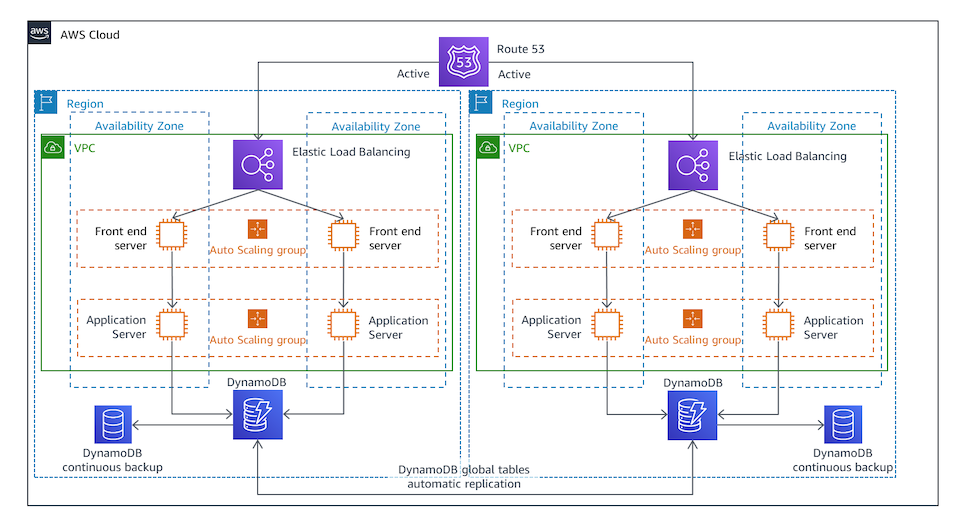 aws
AWS Cloud
53
Route 53
Active
Active
Region
Availability Zone
Availability Zone
VPC
Elastic Load Balancing
Front end
server
Auto Scaling group
Front end
server
Application
Server
Auto Scaling group
Application
Server
DynamoDB
DynamoDB
continuous backup
Region
Availability Zone
Availability Zone
VPC
Elastic Load Balancing
Front end
server
Auto Scaling group
Front end
server
Application
Server
Auto Scaling group
Application
Server
DynamoDB
DynamoDB
continuous backup
DynamoDB global tables
automatic replication